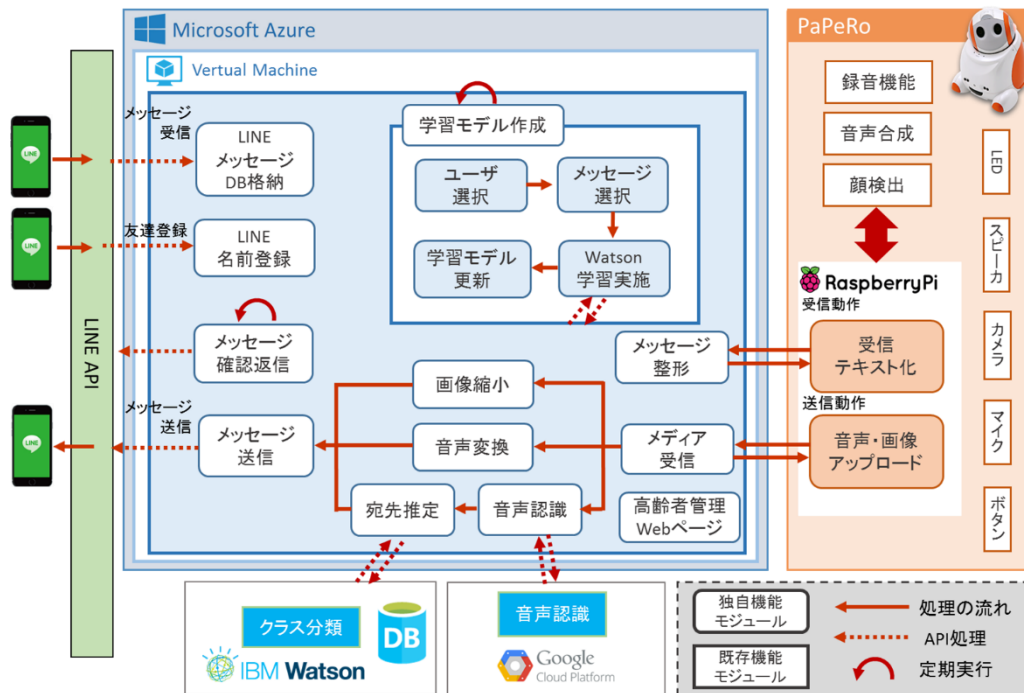 Microsoft Azure
Vertual Machine
PaPeRo
メッセージ
受信
LINE
メッセージ
DB格納
友達登録
LINE
名前登録
メッセージ
確認返信
メッセージ
送信
メッセージ
送信
LINE API
LINE
LINE
LINE
学習モデル作成
ユーザ
選択
メッセージ
選択
学習モデル
更新
Watson
学習実施
メッセージ
整形
画像縮小
音声変換
メディア
受信
宛先推定
音声認識
高齢者管理
Webページ
録音機能
音声合成
顔検出
RaspberryPi
受信動作
受信
テキスト化
送信動作
音声・画像
アップロード
LED
スピーカ
カメラ
マイク
ボタン
クラス分類
IBM Watson
DB
音声認識
Google
Cloud Platform
独自機能
モジュール
既存機能
モジュール
処理の流れ
API処理
定期実行